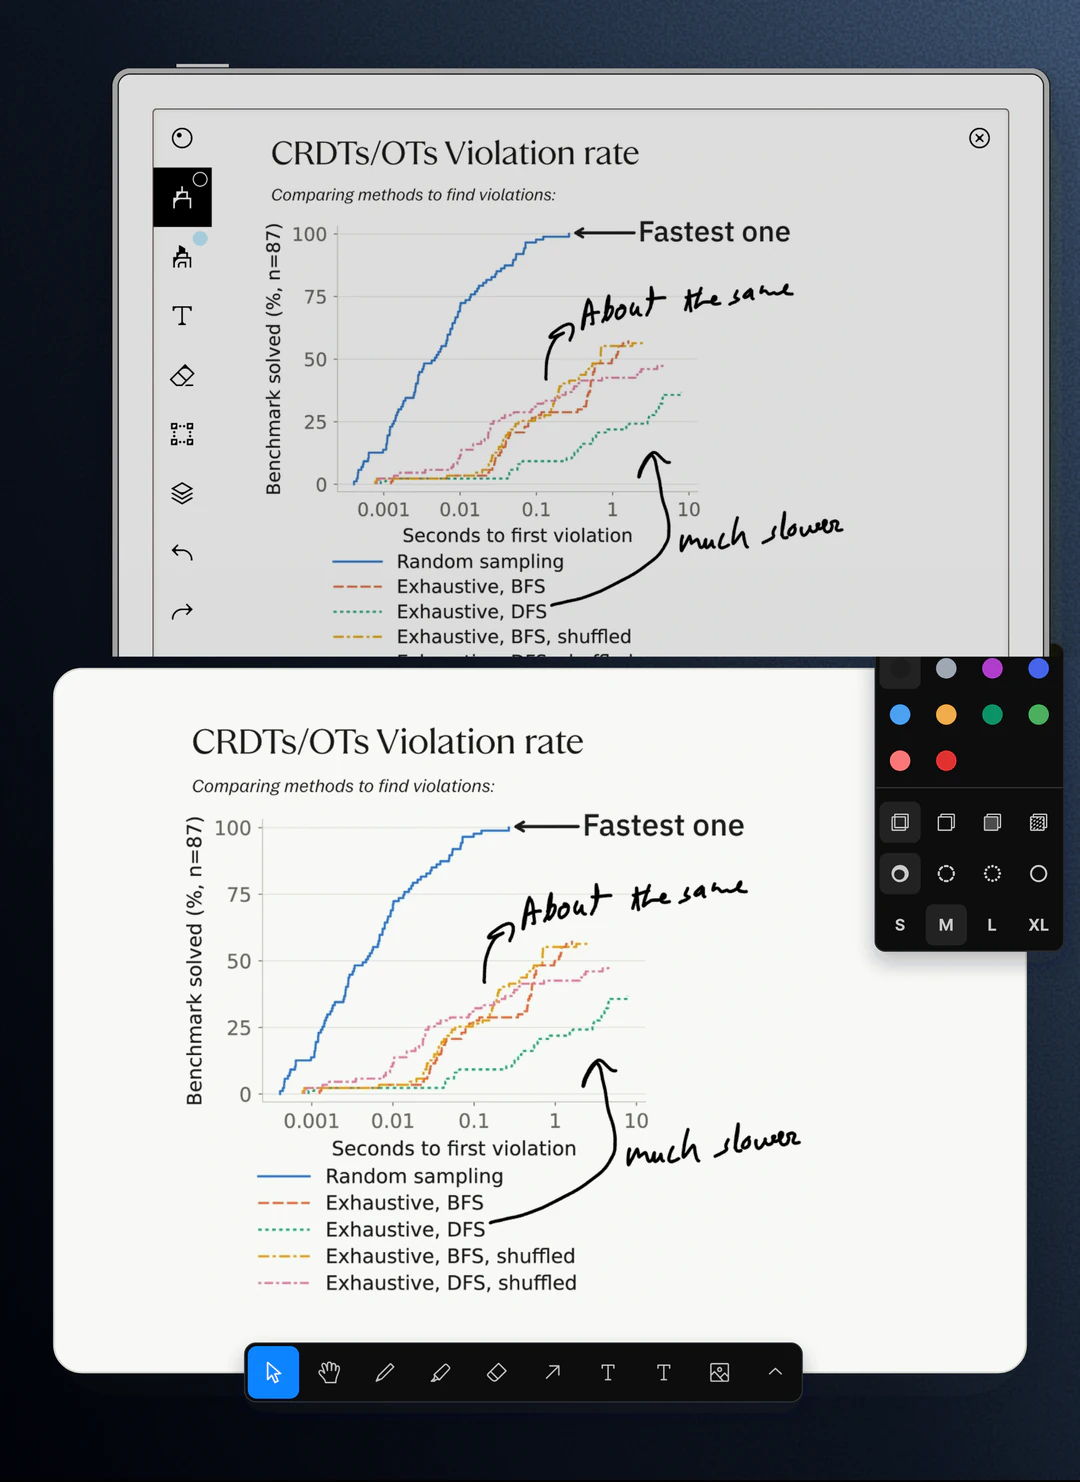 CRDTs/OTs Violation rate
Comparing methods to find violations:
Benchmark solved (%, n=87)
100
75
50
25
0
Fastest one
About the same
much slower
0.001 0.01 0.1 1 10
Seconds to first violation
Random sampling
Exhaustive, BFS
Exhaustive, DFS
Exhaustive, BFS, shuffled
T
CRDTs/OTs Violation rate
Comparing methods to find violations:
Benchmark solved (%, n=87)
100
75
50
25
0
Fastest one
About the same
much slower
0.001 0.01 0.1 1 10
Seconds to first violation
Random sampling
Exhaustive, BFS
Exhaustive, DFS
Exhaustive, BFS, shuffled
Exhaustive, DFS, shuffled
S M L XL
T T